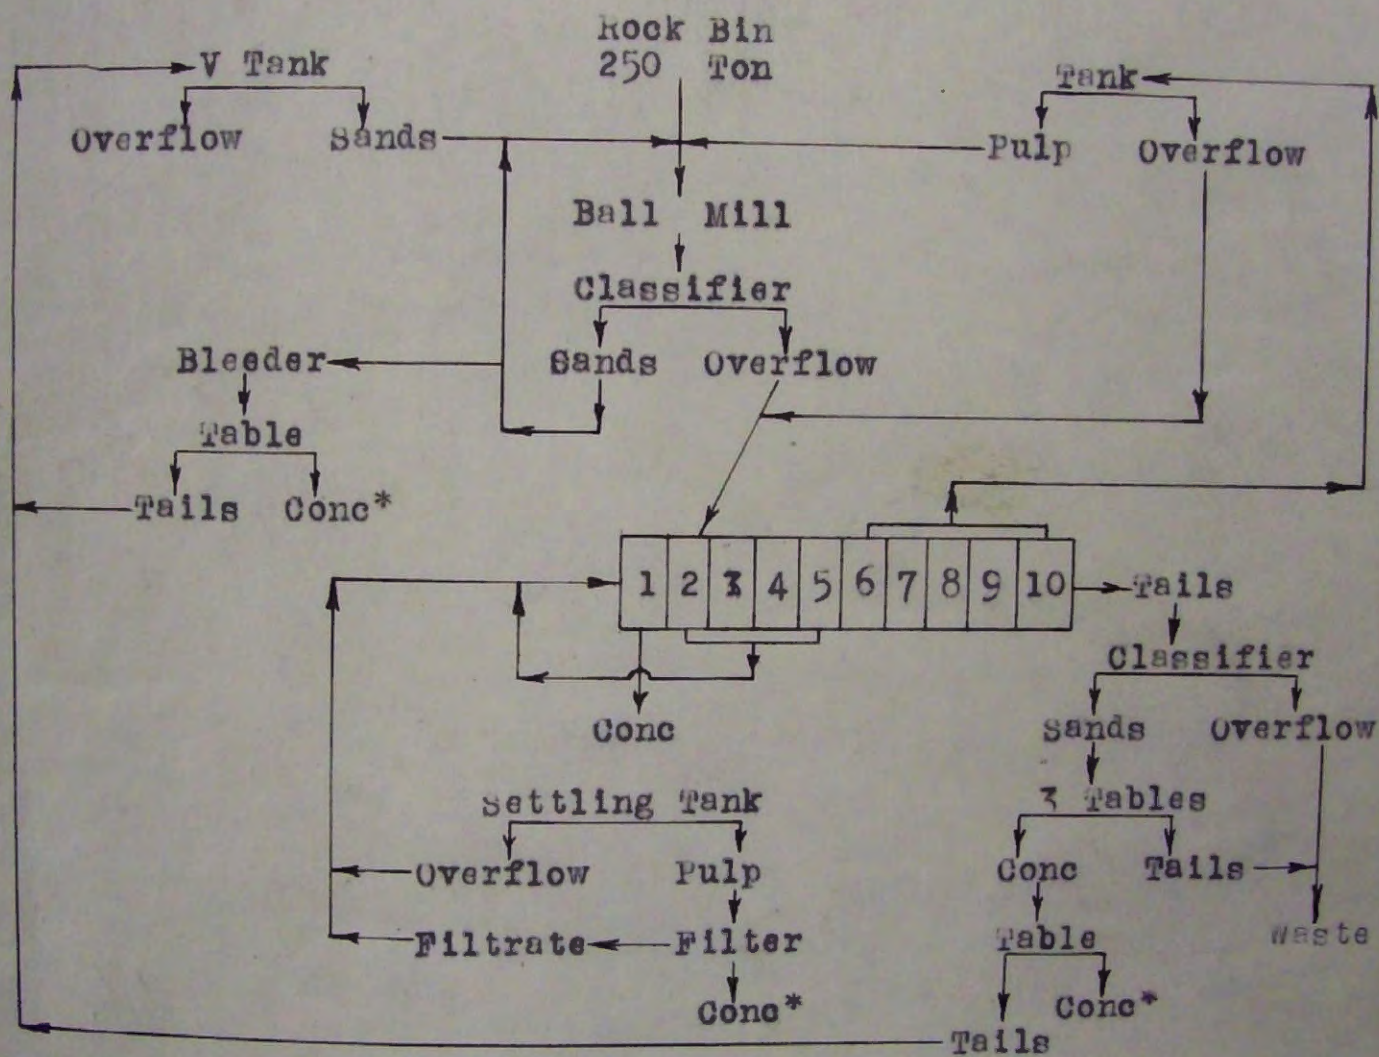 Rock Bin
250 Ton
V Tank
Tank
Overflow Sands
Pulp Overflow
Ball Mill
Classifier
Bleeder
Sands Overflow
Table
Tails Conc*
1 2 3 4 5 6 7 8 9 10
Tails
Classifier
Conc
Sands Overflow
Settling Tank
3 Tables
Overflow Pulp
Conc Tails
Filtrate Filter
Table
Waste
Conc*
Conc*
Tails